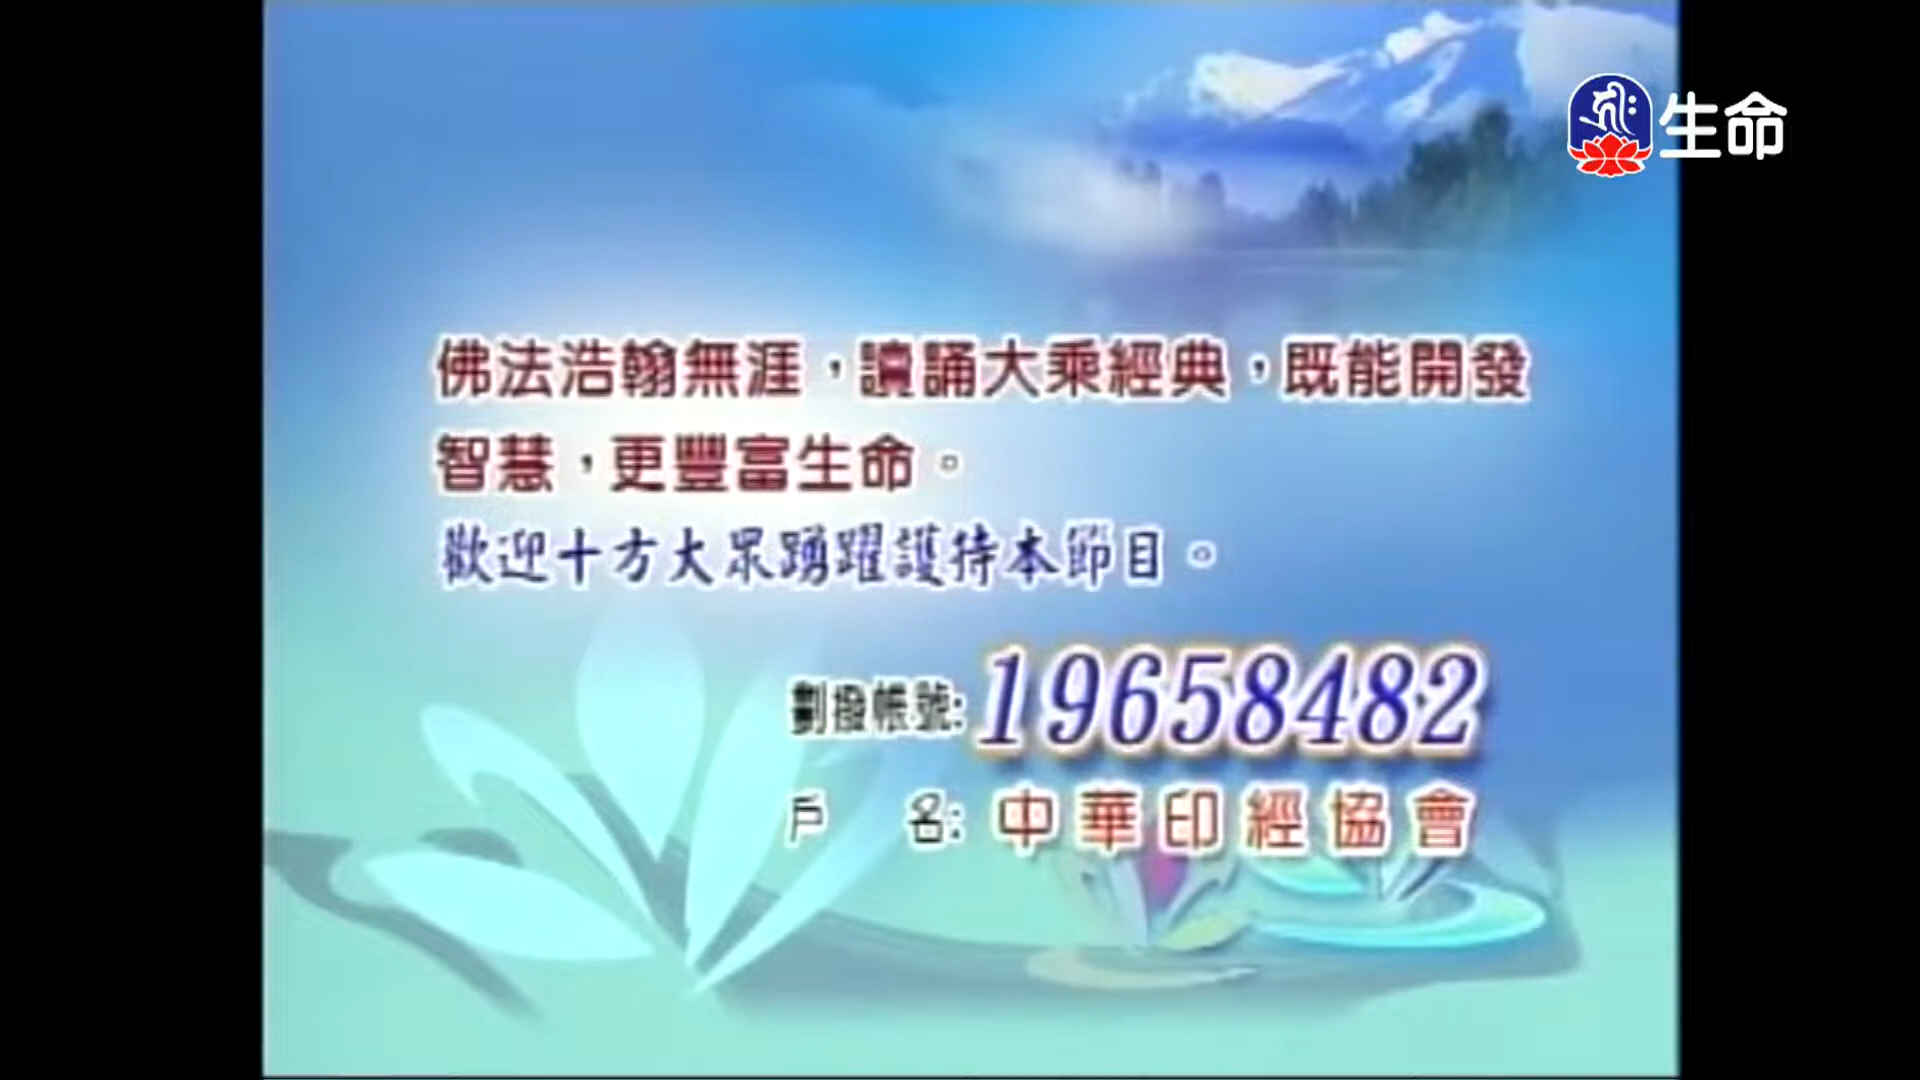 生命
佛法浩翰無涯，讀誦大乘經典，既能開發
智慧，更豐富生命。
歡迎十方大眾踴躍護持本節目。
劃撥帳號: 19658482
戶 名: 中華印經協會